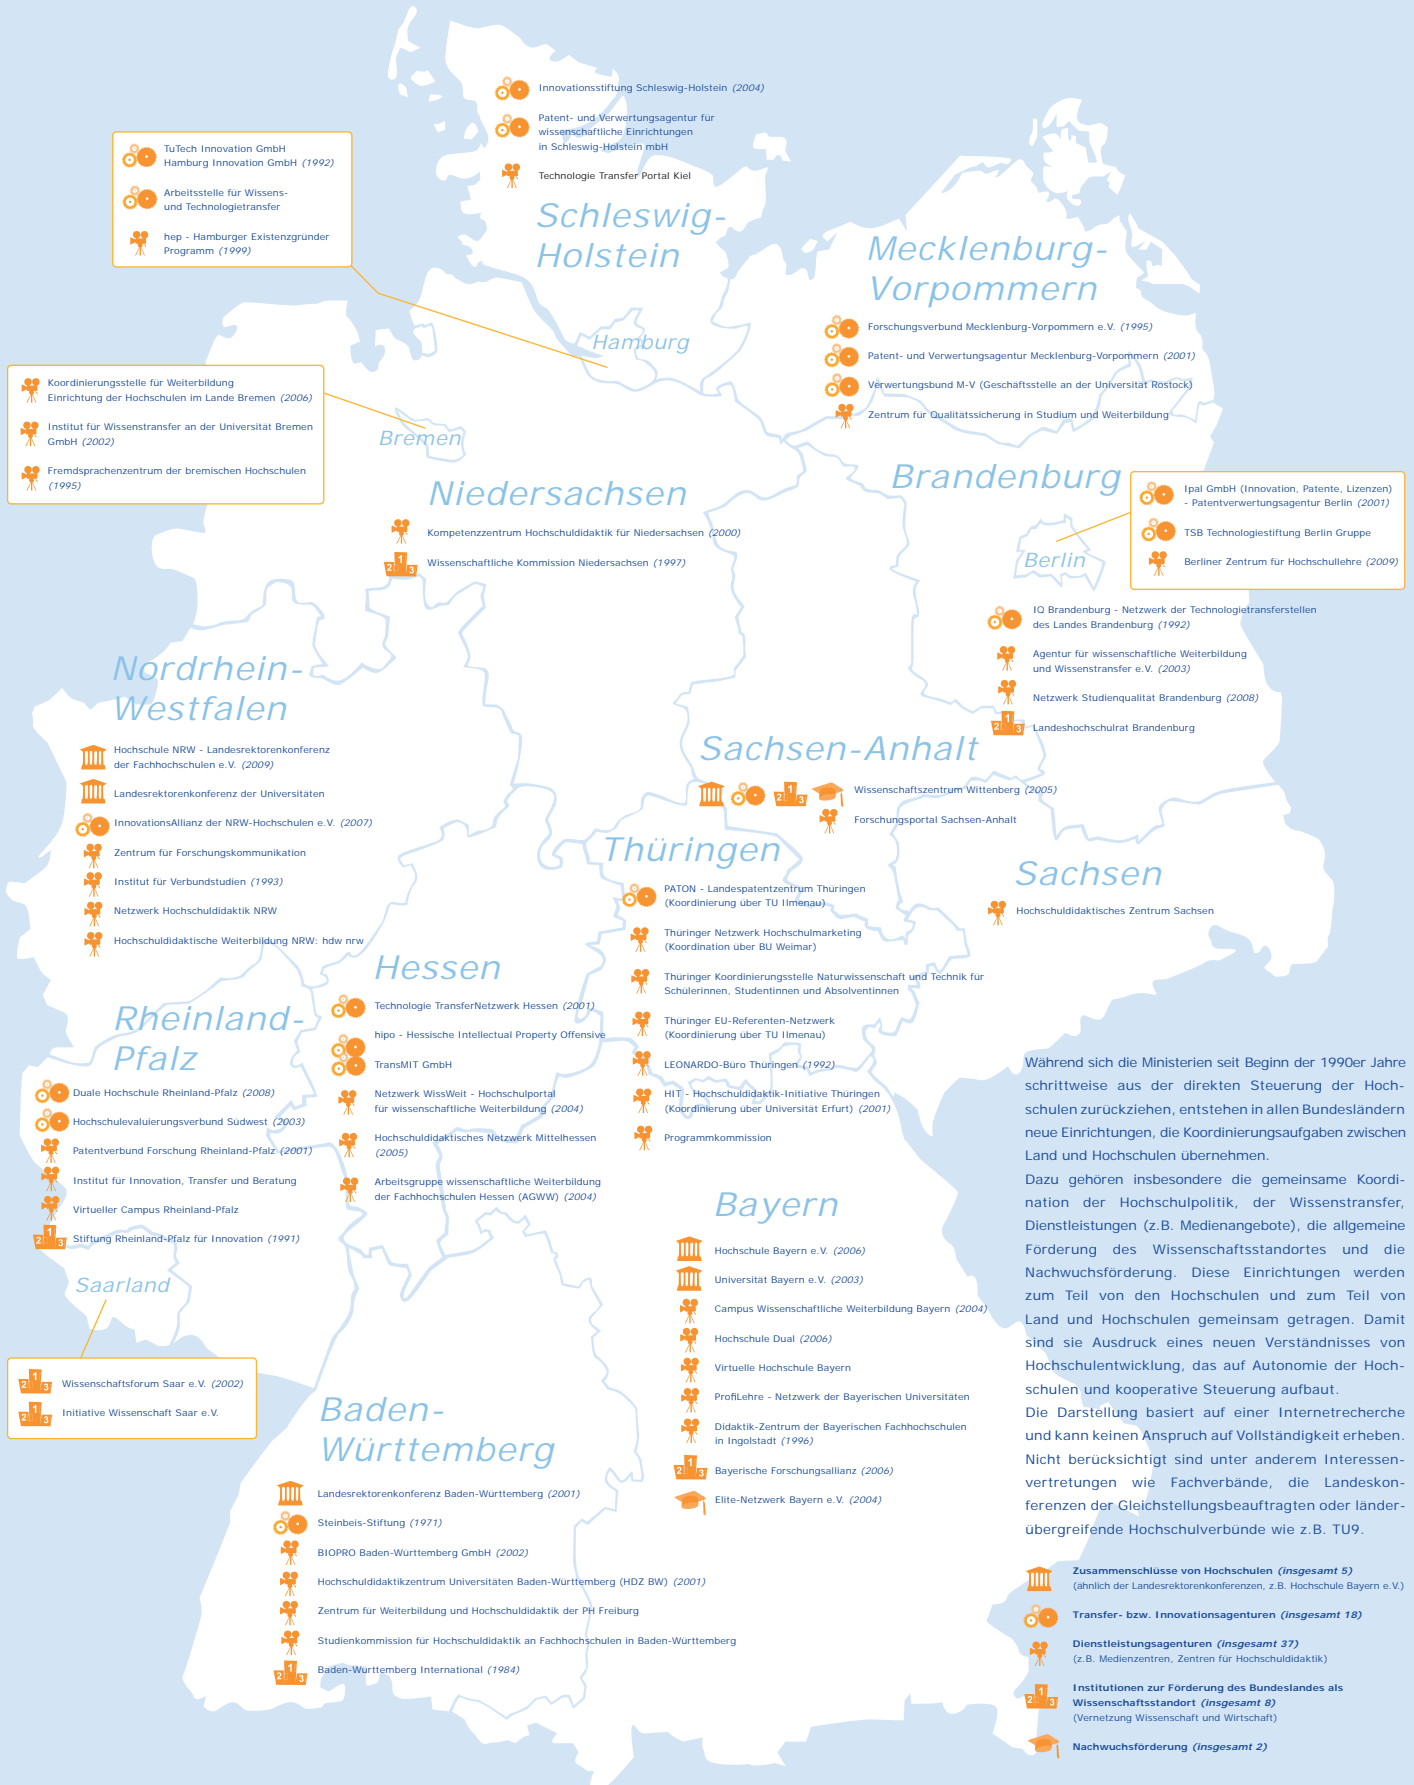 Innovationsstiftung Schleswig-Holstein (2004)
Patent- und Verwertungsagentur für
wissenschaftliche Einrichtungen
in Schleswig-Holstein mbH
Technologie Transfer Portal Kiel
Schleswig-
Holstein
TuTech Innovation GmbH
Hamburg Innovation GmbH (1992)
Arbeitsstelle für Wissens-
und Technologietransfer
hep - Hamburger Existenzgründer
Programm (1999)
Hamburg
Mecklenburg-
Vorpommern
Forschungsverbund Mecklenburg-Vorpommern e.V. (1995)
Patent- und Verwertungsagentur Mecklenburg-Vorpommern (2001)
Verwertungsbund M-V (Geschäftsstelle an der Universität Rostock)
Zentrum für Qualitätssicherung in Studium und Weiterbildung
Koordinierungsstelle für Weiterbildung
Einrichtung der Hochschulen im Lande Bremen (2006)
Institut für Wissenstransfer an der Universität Bremen
GmbH (2002)
Fremdsprachenzentrum der bremischen Hochschulen
(1995)
Bremen
Niedersachsen
Kompetenzzentrum Hochschuldidaktik für Niedersachsen (2000)
1
2 3
Wissenschaftliche Kommission Niedersachsen (1997)
Brandenburg
Ipal GmbH (Innovation, Patente, Lizenzen)
- Patentverwertungsagentur Berlin (2001)
TSB Technologiestiftung Berlin Gruppe
Berliner Zentrum für Hochschullehre (2009)
Berlin
IQ Brandenburg - Netzwerk der Technologietransferstellen
des Landes Brandenburg (1992)
Agentur für wissenschaftliche Weiterbildung
und Wissenstransfer e.V. (2003)
Netzwerk Studienqualität Brandenburg (2008)
1
2 3
Landeshochschulrat Brandenburg
Nordrhein-
Westfalen
Hochschule NRW - Landesrektorenkonferenz
der Fachhochschulen e.V. (2009)
Landesrektorenkonferenz der Universitäten
InnovationsAllianz der NRW-Hochschulen e.V. (2007)
Zentrum für Forschungskommunikation
Institut für Verbundstudien (1993)
Netzwerk Hochschuldidaktik NRW
Hochschuldidaktische Weiterbildung NRW: hdw nrw
Sachsen-Anhalt
1
2 3
Wissenschaftszentrum Wittenberg (2005)
Forschungsportal Sachsen-Anhalt
Thüringen
PATON - Landespatentzentrum Thüringen
(Koordinierung über TU Ilmenau)
Thüringer Netzwerk Hochschulmarketing
(Koordination über BU Weimar)
Thüringer Koordinierungsstelle Naturwissenschaft und Technik für
Schülerinnen, Studentinnen und Absolventinnen
Thüringer EU-Referenten-Netzwerk
(Koordinierung über TU Ilmenau)
LEONARDO-Büro Thüringen (1992)
HIT - Hochschuldidaktik-Initiative Thüringen
(Koordinierung über Universität Erfurt) (2001)
Programmkommission
Sachsen
Hochschuldidaktisches Zentrum Sachsen
Hessen
Technologie TransferNetzwerk Hessen (2001)
hipo - Hessische Intellectual Property Offensive
TransMIT GmbH
Netzwerk WissWeit - Hochschulportal
für wissenschaftliche Weiterbildung (2004)
Hochschuldidaktisches Netzwerk Mittelhessen
(2005)
Arbeitsgruppe wissenschaftliche Weiterbildung
der Fachhochschulen Hessen (AGWW) (2004)
Rheinland-
Pfalz
Duale Hochschule Rheinland-Pfalz (2008)
Hochschulevaluierungsverbund Südwest (2003)
Patentverbund Forschung Rheinland-Pfalz (2001)
Institut für Innovation, Transfer und Beratung
Virtueller Campus Rheinland-Pfalz
1
2 3
Stiftung Rheinland-Pfalz für Innovation (1991)
Saarland
1
2 3
Wissenschaftsforum Saar e.V. (2002)
1
2 3
Initiative Wissenschaft Saar e.V.
Bayern
Hochschule Bayern e.V. (2006)
Universität Bayern e.V. (2003)
Campus Wissenschaftliche Weiterbildung Bayern (2004)
Hochschule Dual (2006)
Virtuelle Hochschule Bayern
ProfiLehre - Netzwerk der Bayerischen Universitäten
Didaktik-Zentrum der Bayerischen Fachhochschulen
in Ingolstadt (1996)
1
2 3
Bayerische Forschungsallianz (2006)
Elite-Netzwerk Bayern e.V. (2004)
Baden-
Württemberg
Landesrektorenkonferenz Baden-Württemberg (2001)
Steinbeis-Stiftung (1971)
BIOPRO Baden-Württemberg GmbH (2002)
Hochschuldidaktikzentrum Universitäten Baden-Württemberg (HDZ BW) (2001)
Zentrum für Weiterbildung und Hochschuldidaktik der PH Freiburg
Studienkommission für Hochschuldidaktik an Fachhochschulen in Baden-Württemberg
1
2 3
Baden-Württemberg International (1984)
Während sich die Ministerien seit Beginn der 1990er Jahre
schrittweise aus der direkten Steuerung der Hoch-
schulen zurückziehen, entstehen in allen Bundesländern
neue Einrichtungen, die Koordinierungsaufgaben zwischen
Land und Hochschulen übernehmen.
Dazu gehören insbesondere die gemeinsame Koordi-
nation der Hochschulpolitik, der Wissenstransfer,
Dienstleistungen (z.B. Medienangebote), die allgemeine
Förderung des Wissenschaftsstandortes und die
Nachwuchsförderung. Diese Einrichtungen werden
zum Teil von den Hochschulen und zum Teil von
Land und Hochschulen gemeinsam getragen. Damit
sind sie Ausdruck eines neuen Verständnisses von
Hochschulentwicklung, das auf Autonomie der Hoch-
schulen und kooperative Steuerung aufbaut.
Die Darstellung basiert auf einer Internetrecherche
und kann keinen Anspruch auf Vollständigkeit erheben.
Nicht berücksichtigt sind unter anderem Interessen-
vertretungen wie Fachverbände, die Landeskon-
ferenzen der Gleichstellungsbeauftragten oder länder-
übergreifende Hochschulverbünde wie z.B. TU9.
Zusammenschlüsse von Hochschulen (insgesamt 5)
(ähnlich der Landesrektorenkonferenzen, z.B. Hochschule Bayern e.V.)
Transfer- bzw. Innovationsagenturen (insgesamt 18)
Dienstleistungsagenturen (insgesamt 37)
(z.B. Medienzentren, Zentren für Hochschuldidaktik)
1
2 3
Institutionen zur Förderung des Bundeslandes als
Wissenschaftsstandort (insgesamt 8)
(Vernetzung Wissenschaft und Wirtschaft)
Nachwuchsförderung (insgesamt 2)